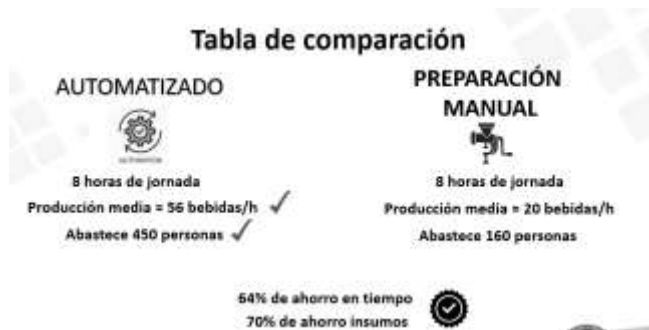 Tabla de comparación
AUTOMATIZADO
AUTOMATION
8 horas de jornada
Producción media = 56 bebidas/h
Abastece 450 personas
PREPARACIÓN
MANUAL
8 horas de jornada
Producción media = 20 bebidas/h
Abastece 160 personas
64% de ahorro en tiempo
70% de ahorro insumos